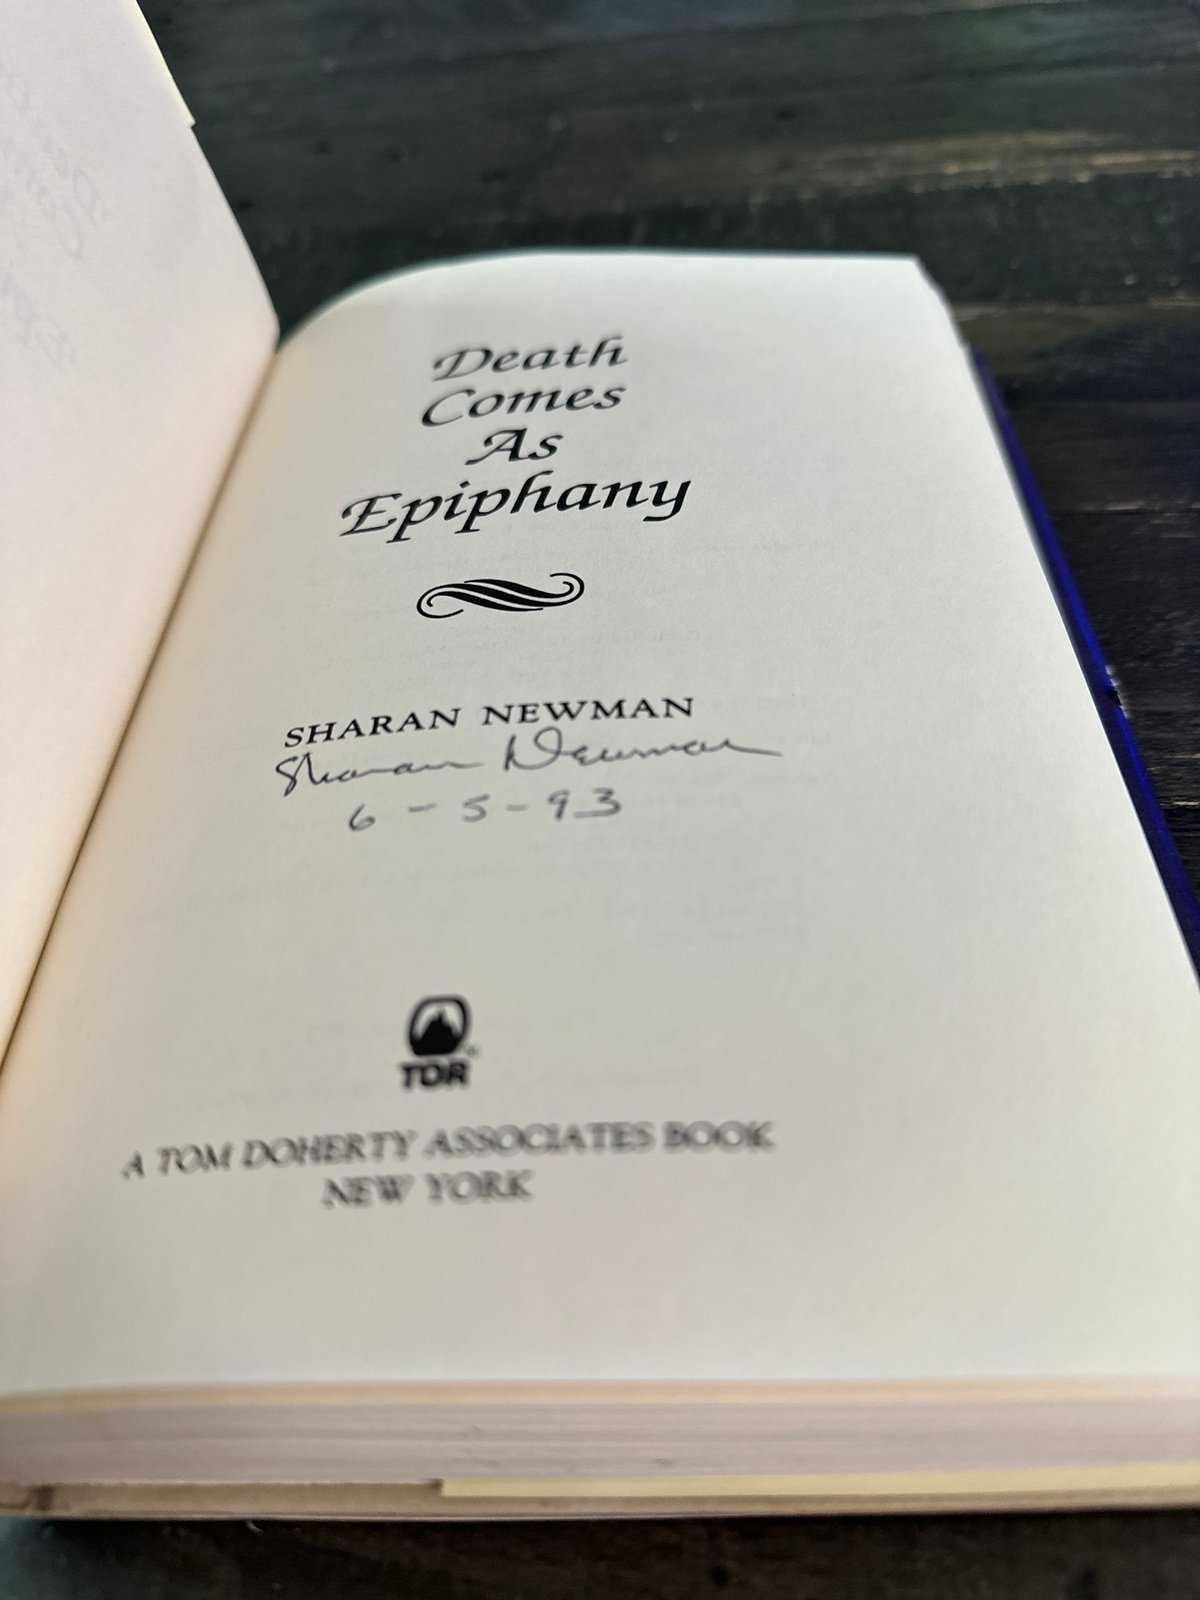 Death
Comes
As
Epiphany
SHARAN NEWMAN
Sharan Newman
6-5-93
TOR
A TOM DOHERTY ASSOCIATES BOOK
NEW YORK